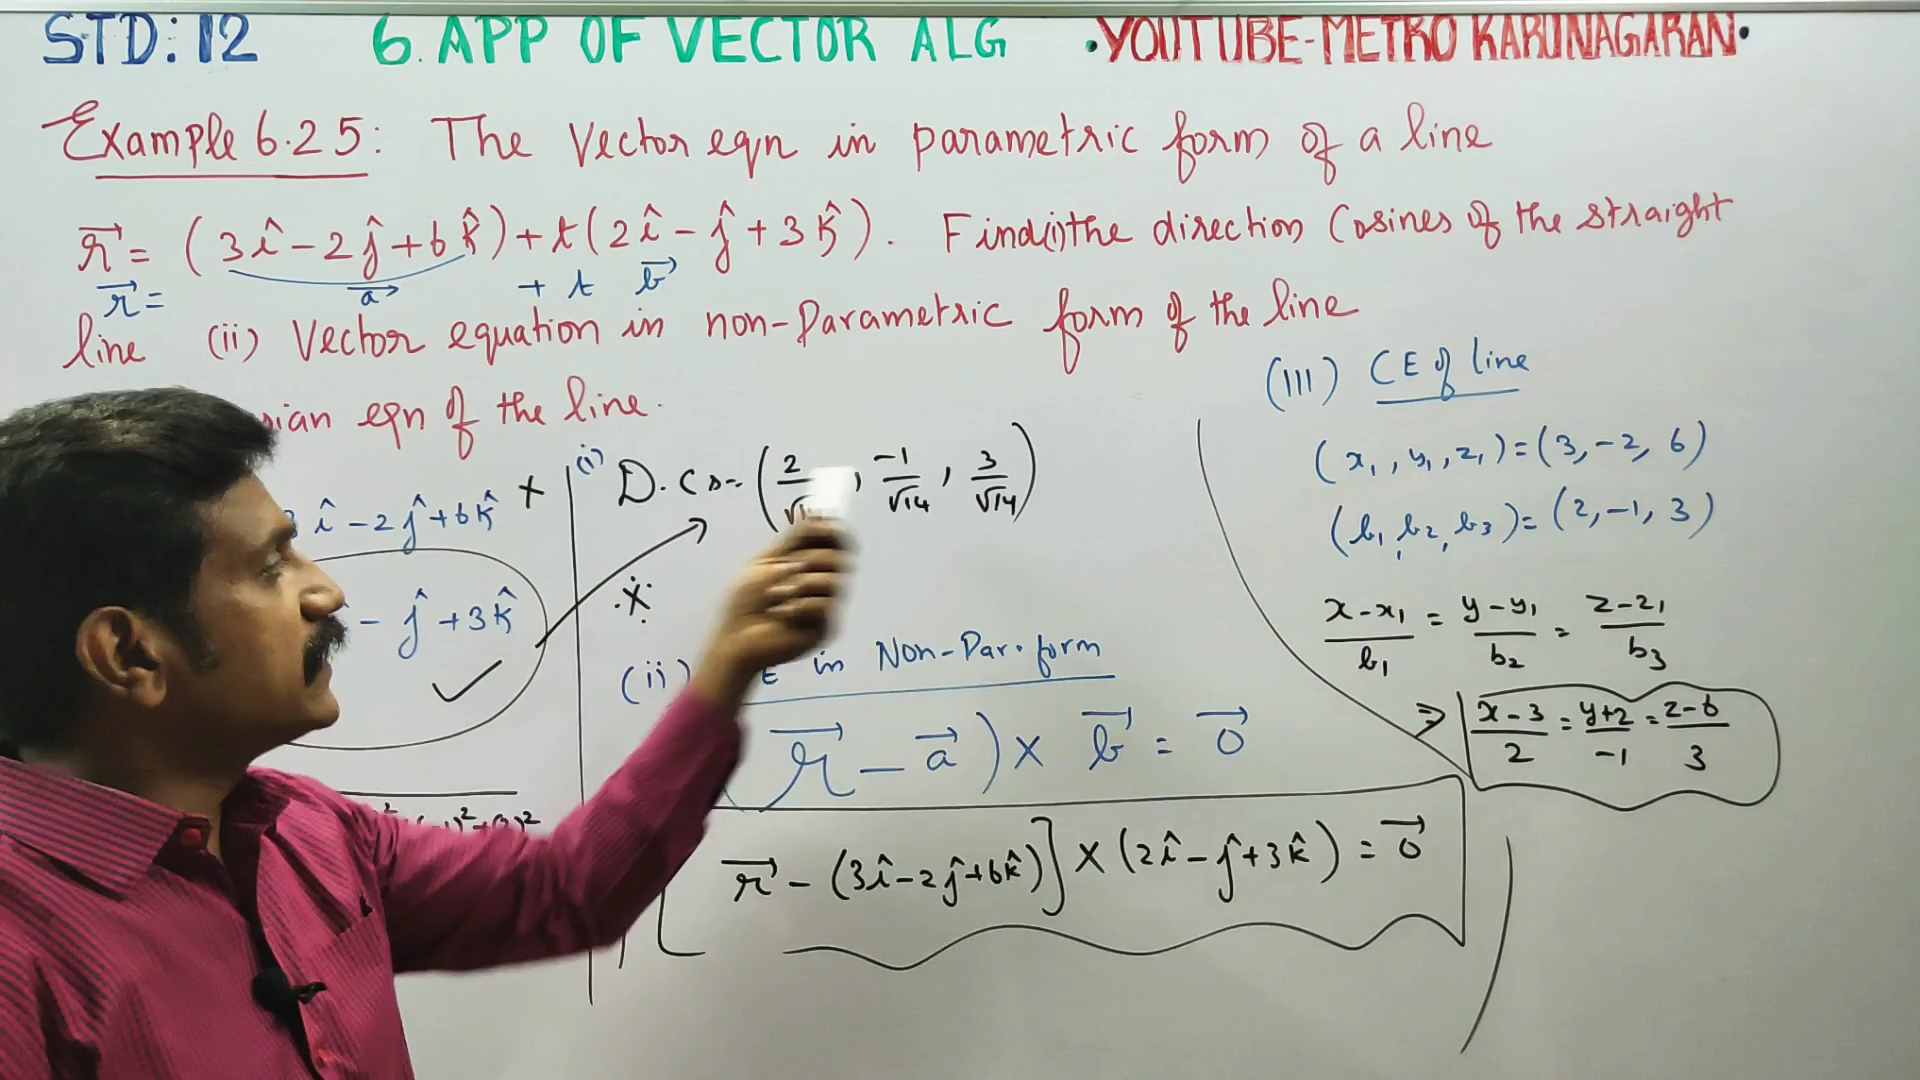 STD: 12 6. APP OF VECTOR ALG •YOUTUBE-METRO KARUNAGARAN•
Example 6.25: The Vector eqn in parametric form of a line
r⃗ = (3î - 2ĵ + 6k̂) + t(2î - ĵ + 3k̂). Find (i) the direction Cosines of the straight
r⃗ = a⃗ + t b⃗
line (ii) Vector equation in non-Parametric form of the line
eqn of the line.
î - 2ĵ + 6k̂
- ĵ + 3k̂
(i) D.Cs = (2/√14, -1/√14, 3/√14)
(ii) E in Non-Par. form
r⃗ - a⃗) × b⃗ = 0⃗
r⃗ - (3î - 2ĵ + 6k̂)] × (2î - ĵ + 3k̂) = 0⃗
(III) CE of line
(x₁, y₁, z₁) = (3, -2, 6)
(b₁, b₂, b₃) = (2, -1, 3)
x - x₁/b₁ = y - y₁/b₂ = z - z₁/b₃
⇒ x - 3/2 = y + 2/-1 = z - 6/3